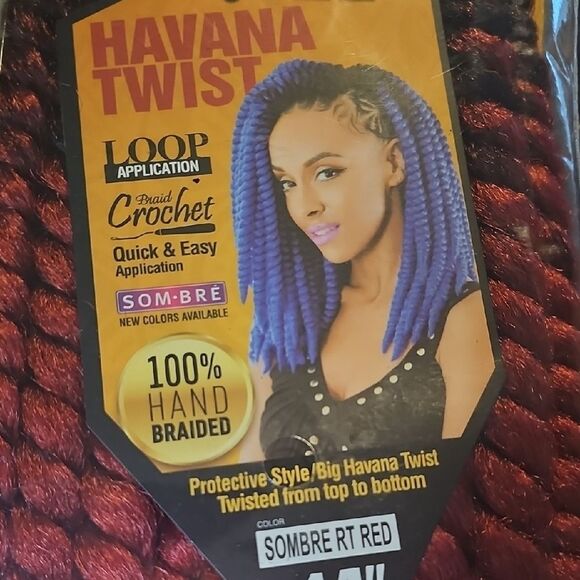 HAVANA
TWIST
LOOP
APPLICATION
Braid
Crochet
Quick & Easy
Application
SOM•BRÉ
NEW COLORS AVAILABLE
100%
HAND
BRAIDED
Protective Style/Big Havana Twist
Twisted from top to bottom
COLOR
SOMBRE RT RED